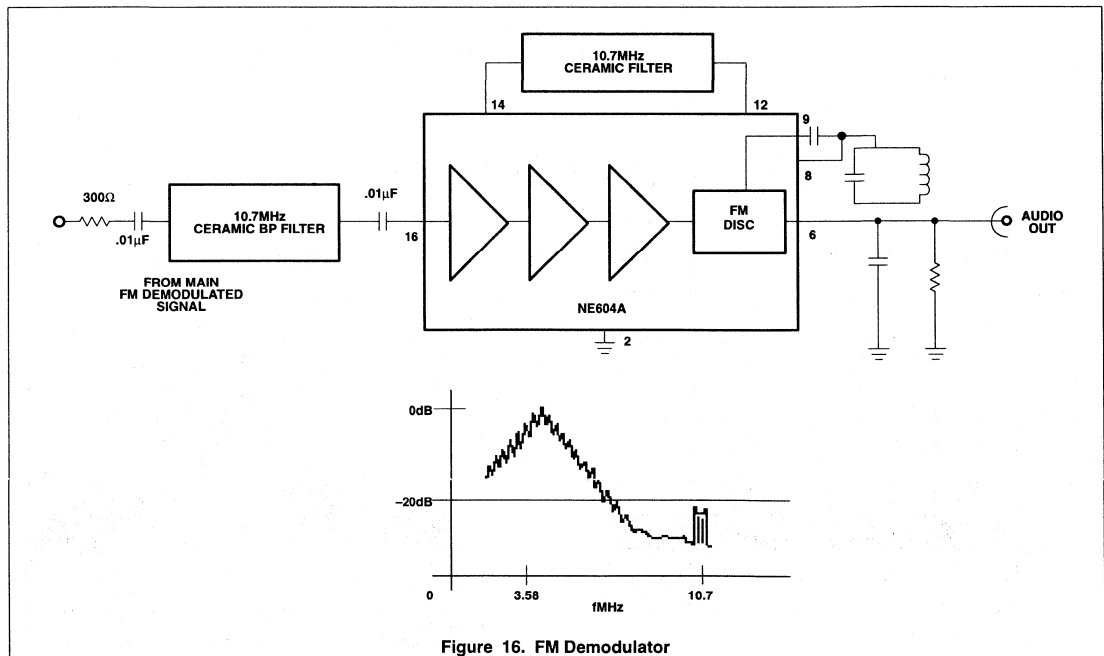 10.7MHz
CERAMIC FILTER
14
12
9
8
300Ω
.01μF
.01μF
10.7MHz
CERAMIC BP FILTER
16
FM
DISC
6
AUDIO
OUT
FROM MAIN
FM DEMODULATED
SIGNAL
NE604A
2
0dB
–20dB
0
3.58
10.7
fMHz
Figure 16. FM Demodulator